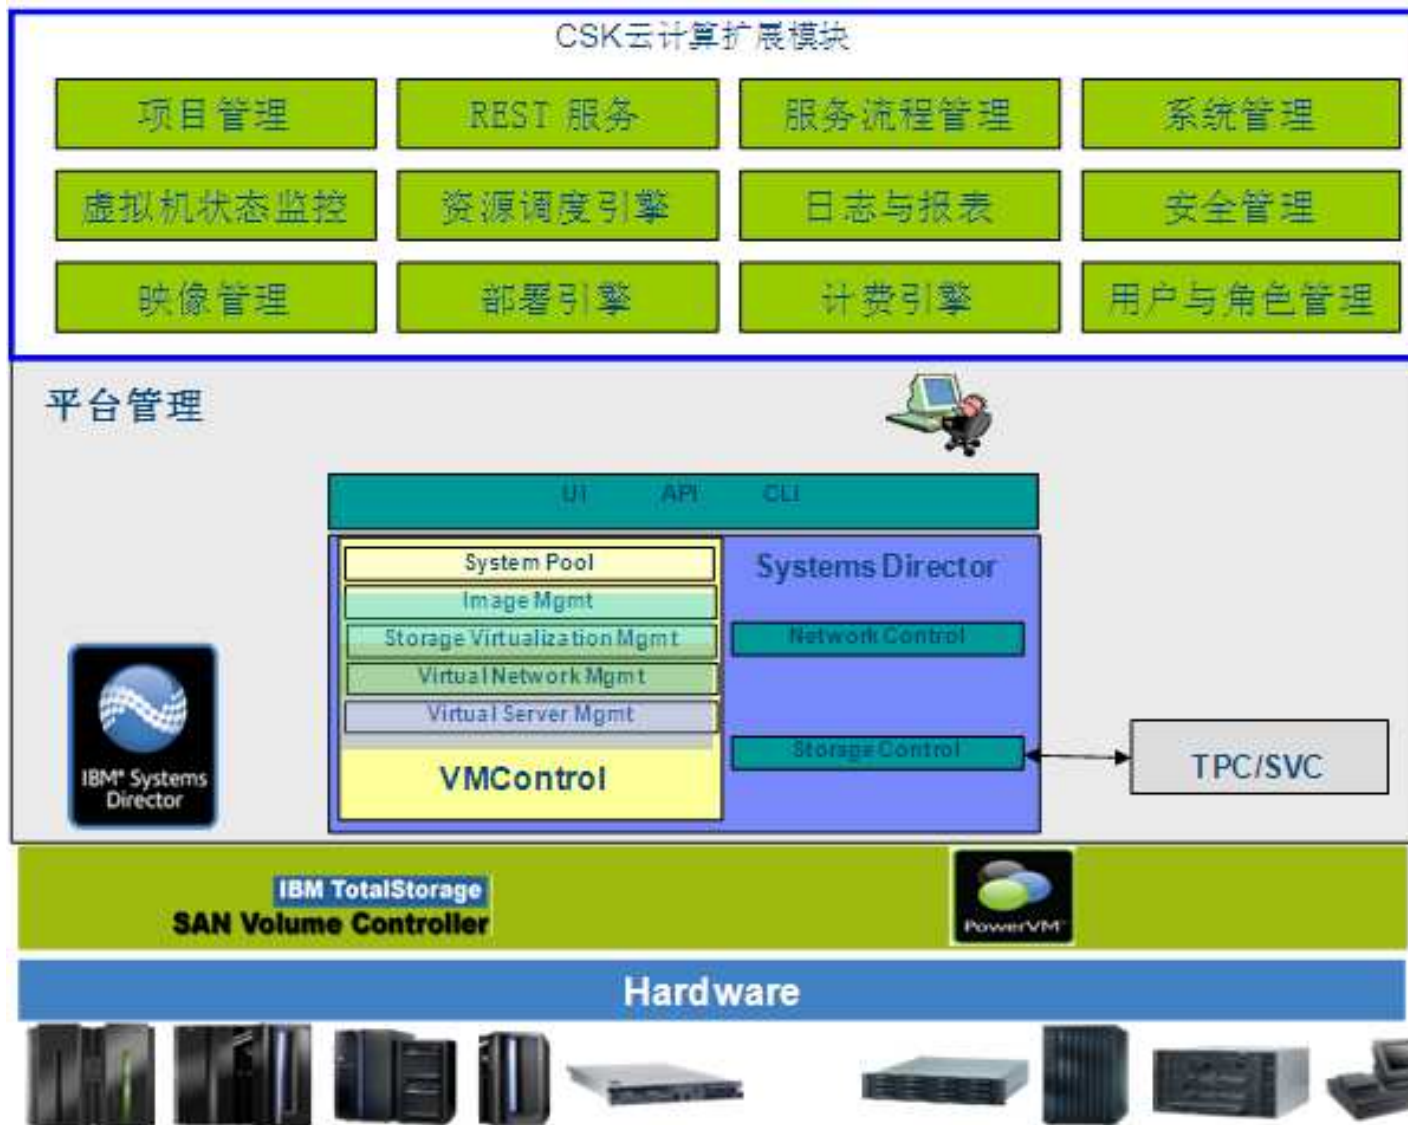 CSK云计算扩展模块
项目管理
REST 服务
服务流程管理
系统管理
虚拟机状态监控
资源调度引擎
日志与报表
安全管理
映像管理
部署引擎
计费引擎
用户与角色管理
平台管理
UI API CLI
System Pool
Image Mgmt
Storage Virtualization Mgmt
Virtual Network Mgmt
Virtual Server Mgmt
VMControl
Systems Director
Network Control
Storage Control
TPC/SVC
IBM® Systems
Director
IBM TotalStorage
SAN Volume Controller
PowerVM™
Hardware